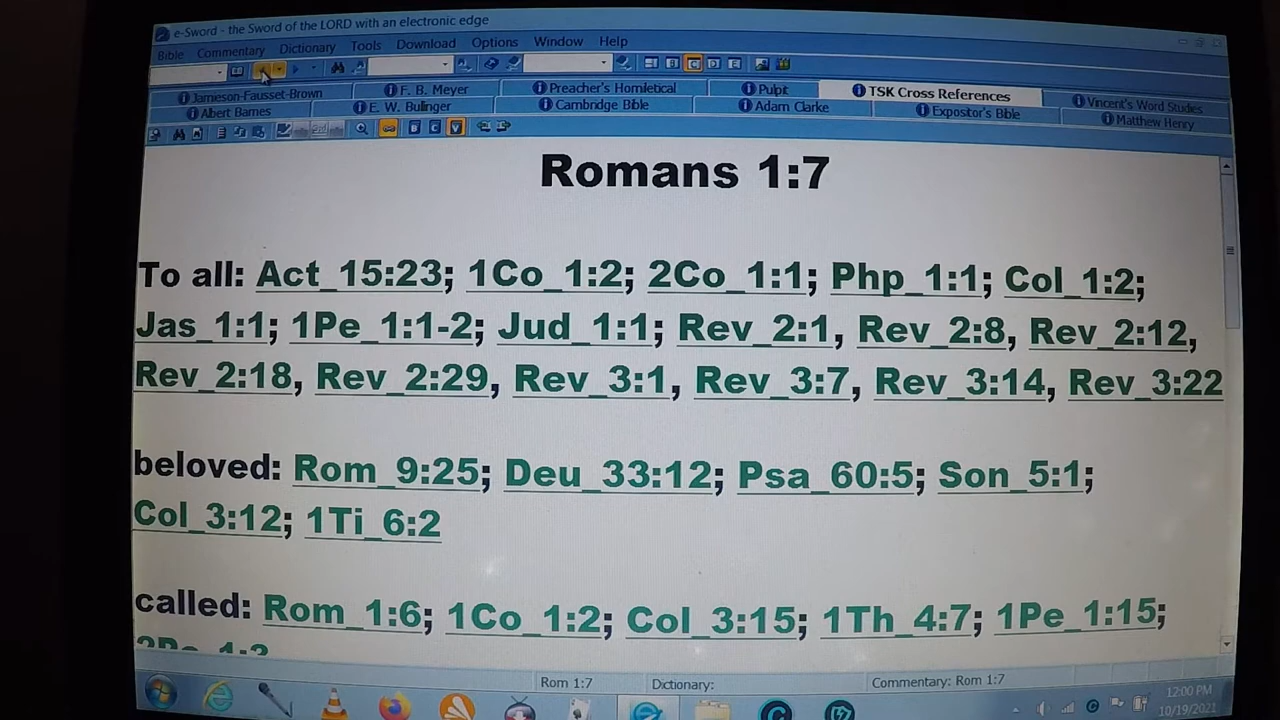 e-Sword - the Sword of the LORD with an electronic edge
Bible Commentary Dictionary Tools Download Options Window Help
Jamieson-Fausset-Brown F. B. Meyer Preacher's Homiletical Pulpit TSK Cross References Vincent's Word Studies
Albert Barnes E. W. Bulinger Cambridge Bible Adam Clarke Expositor's Bible Matthew Henry
Romans 1:7
To all: Act_15:23; 1Co_1:2; 2Co_1:1; Php_1:1; Col_1:2;
Jas_1:1; 1Pe_1:1-2; Jud_1:1; Rev_2:1, Rev_2:8, Rev_2:12,
Rev_2:18, Rev_2:29, Rev_3:1, Rev_3:7, Rev_3:14, Rev_3:22
beloved: Rom_9:25; Deu_33:12; Psa_60:5; Son_5:1;
Col_3:12; 1Ti_6:2
called: Rom_1:6; 1Co_1:2; Col_3:15; 1Th_4:7; 1Pe_1:15;
Rom 1:7 Dictionary: Commentary: Rom 1:7
12:00 PM
10/19/2021